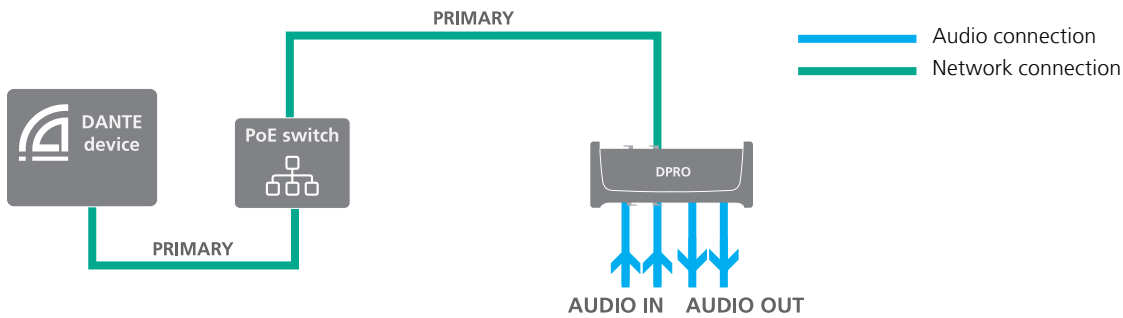 PRIMARY
Audio connection
Network connection
DANTE
device
PoE switch
DPRO
PRIMARY
AUDIO IN AUDIO OUT